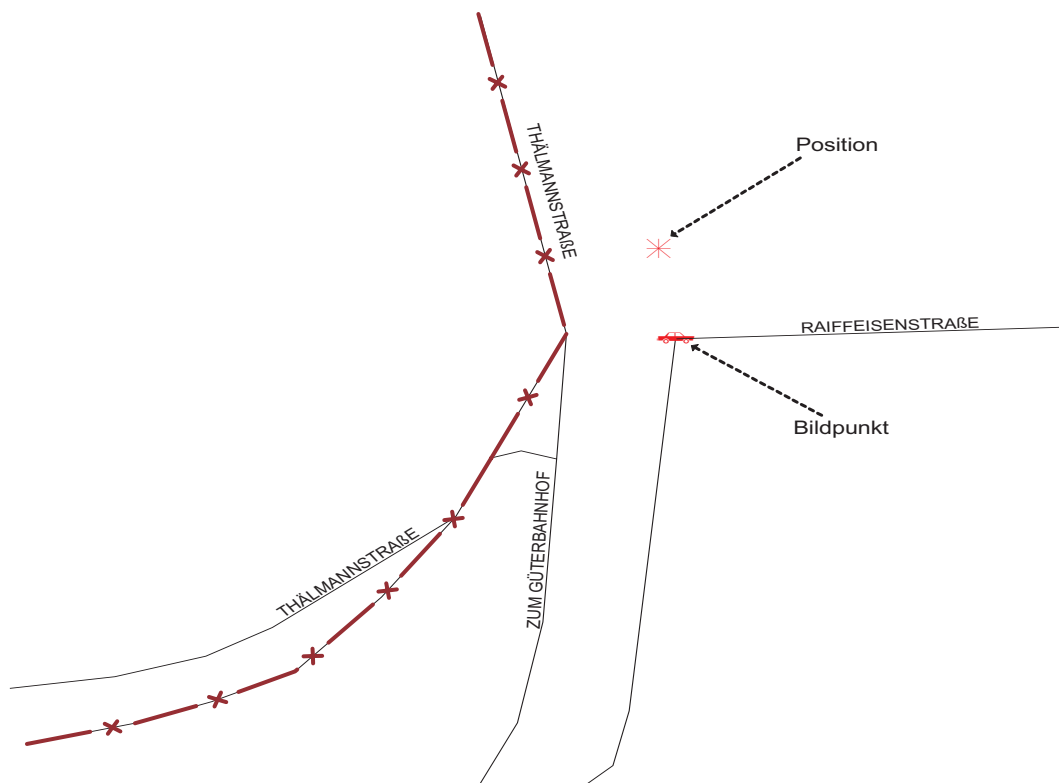 THÄLMANNSTRAßE
Position
RAIFFEISENSTRAßE
Bildpunkt
ZUM GÜTERBAHNHOF
THÄLMANNSTRAßE